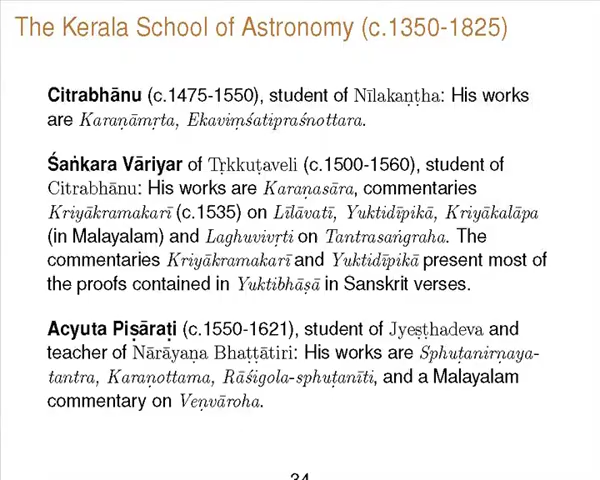 The Kerala School of Astronomy (c.1350-1825)
Citrabhānu (c.1475-1550), student of Nīlakaṇṭha: His works
are Karaṇāmṛta, Ekaviṃśatipraśnottara.
Śaṅkara Vāriyar of Tṛkkuṭaveli (c.1500-1560), student of
Citrabhānu: His works are Karaṇasāra, commentaries
Kriyākramakarī (c.1535) on Līlāvatī, Yuktidīpikā, Kriyākalāpa
(in Malayalam) and Laghuvivṛti on Tantrasaṅgraha. The
commentaries Kriyākramakarī and Yuktidīpikā present most of
the proofs contained in Yuktibhāṣā in Sanskrit verses.
Acyuta Piṣāraṭi (c.1550-1621), student of Jyeṣṭhadeva and
teacher of Nārāyaṇa Bhaṭṭātiri: His works are Sphuṭanirṇaya-
tantra, Karaṇottama, Rāśigola-sphuṭanīti, and a Malayalam
commentary on Veṇvāroha.
34